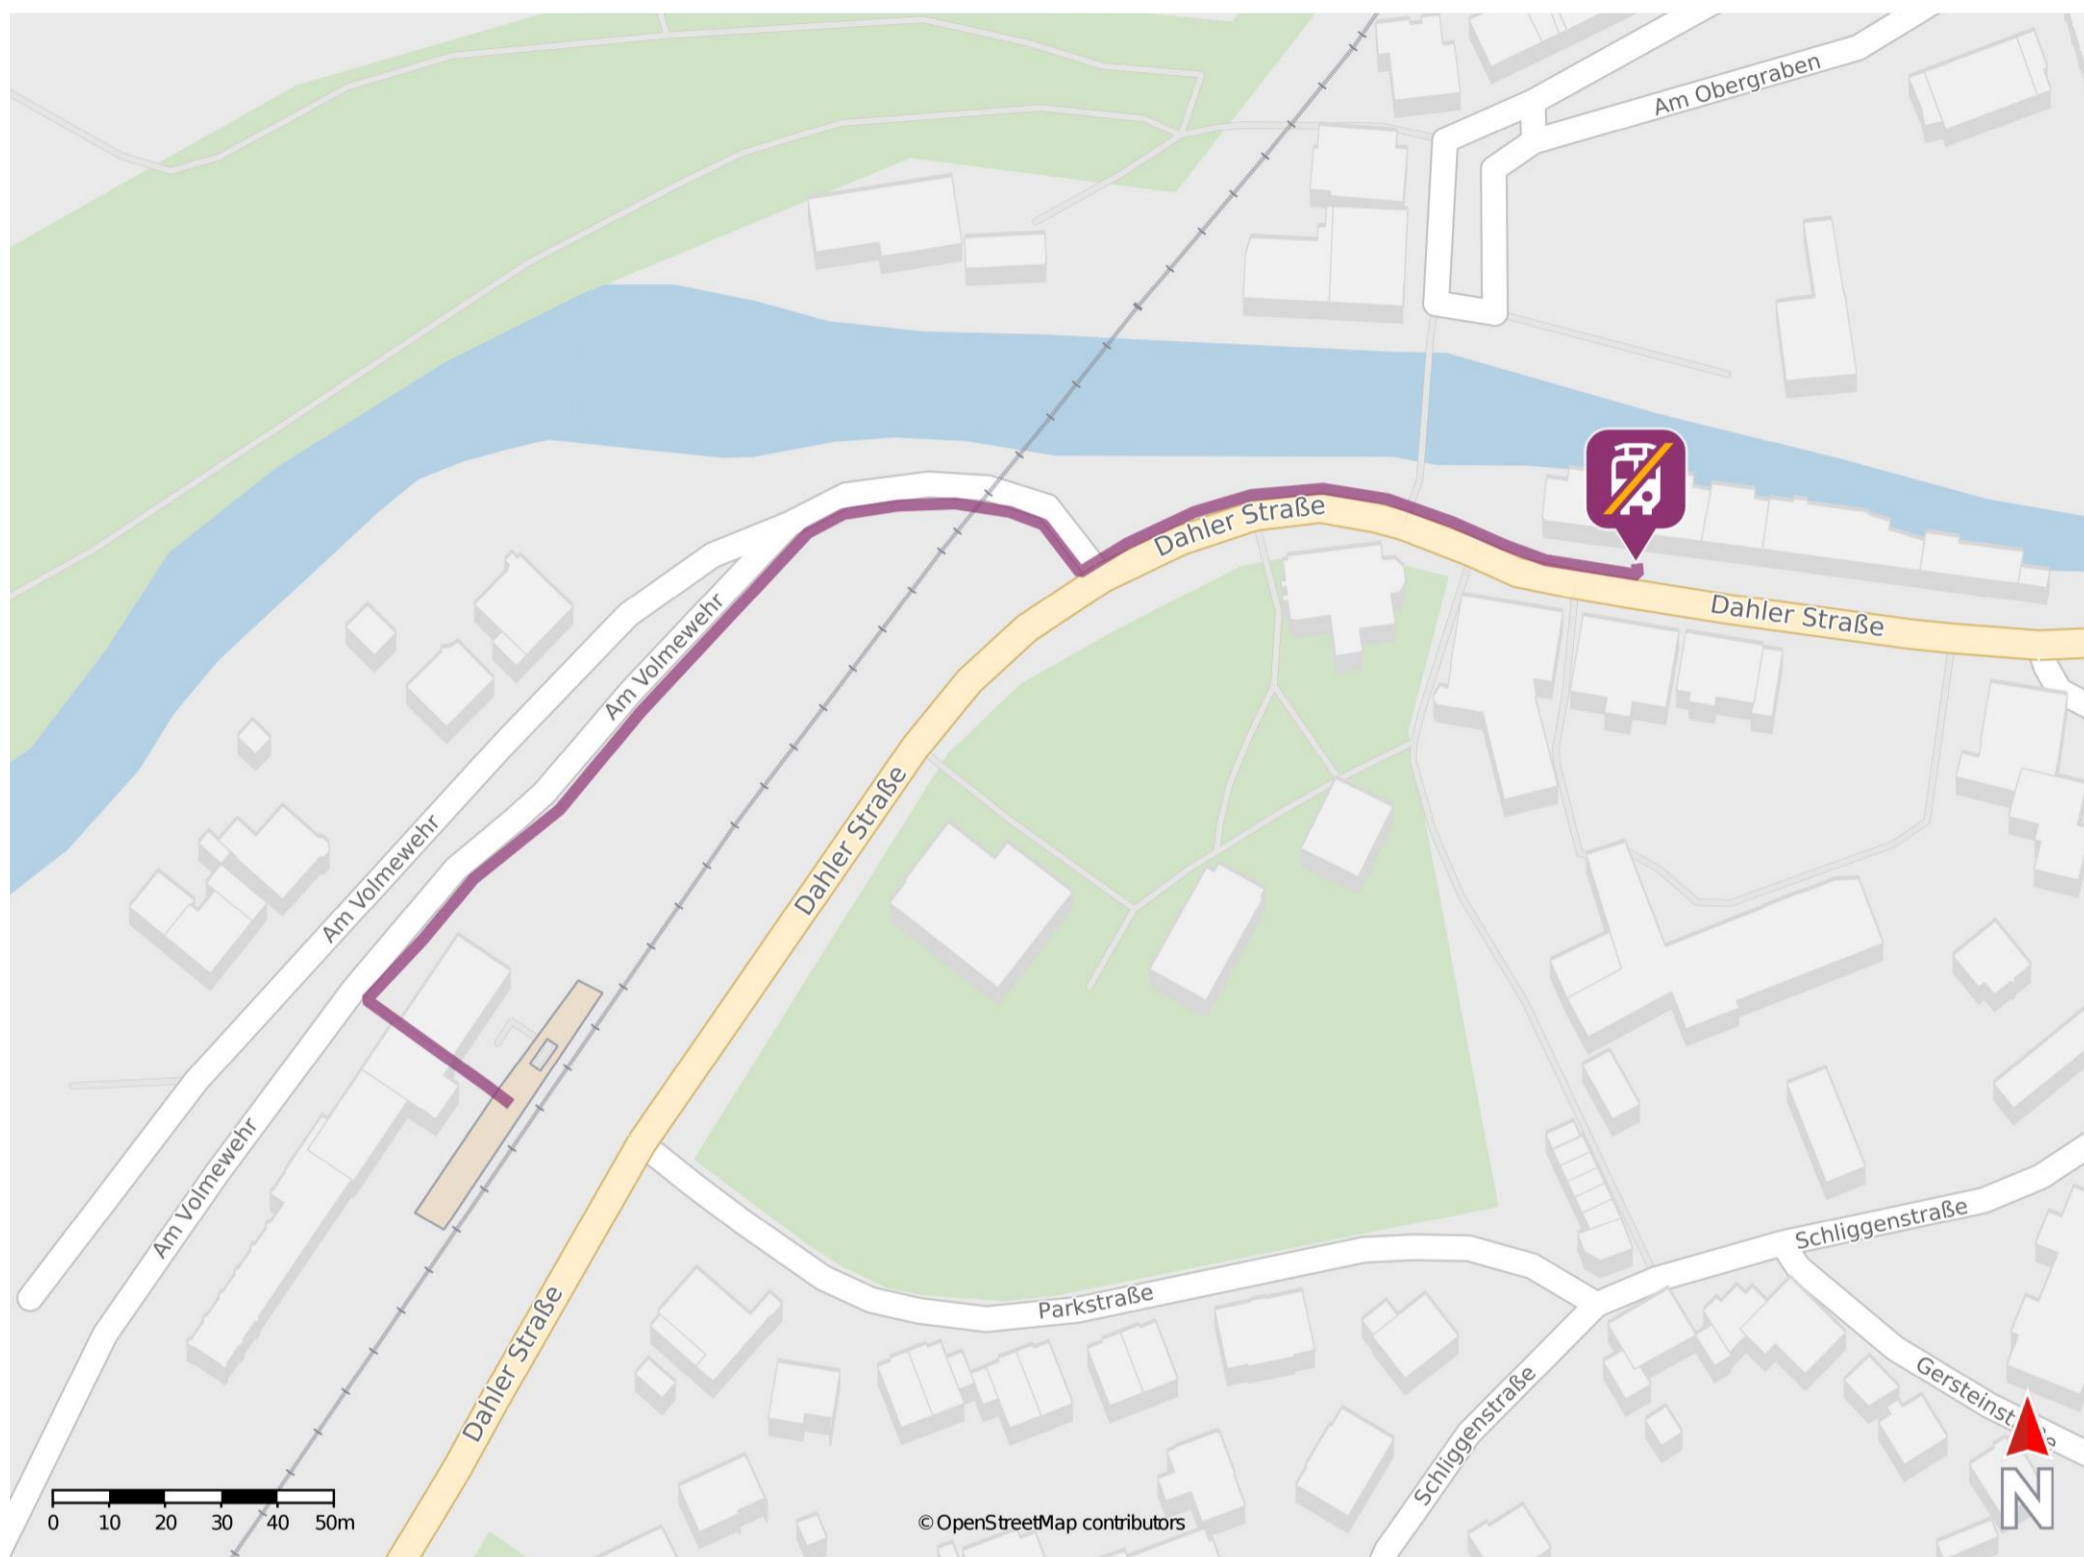 Am Obergraben
Dahler Straße
Dahler Straße
Am Volmewehr
Dahler Straße
Am Volmewehr
Am Volmewehr
Schliggenstraße
Parkstraße
Dahler Straße
Schliggenstraße
Gersteinst
N
0 10 20 30 40 50m
© OpenStreetMap contributors